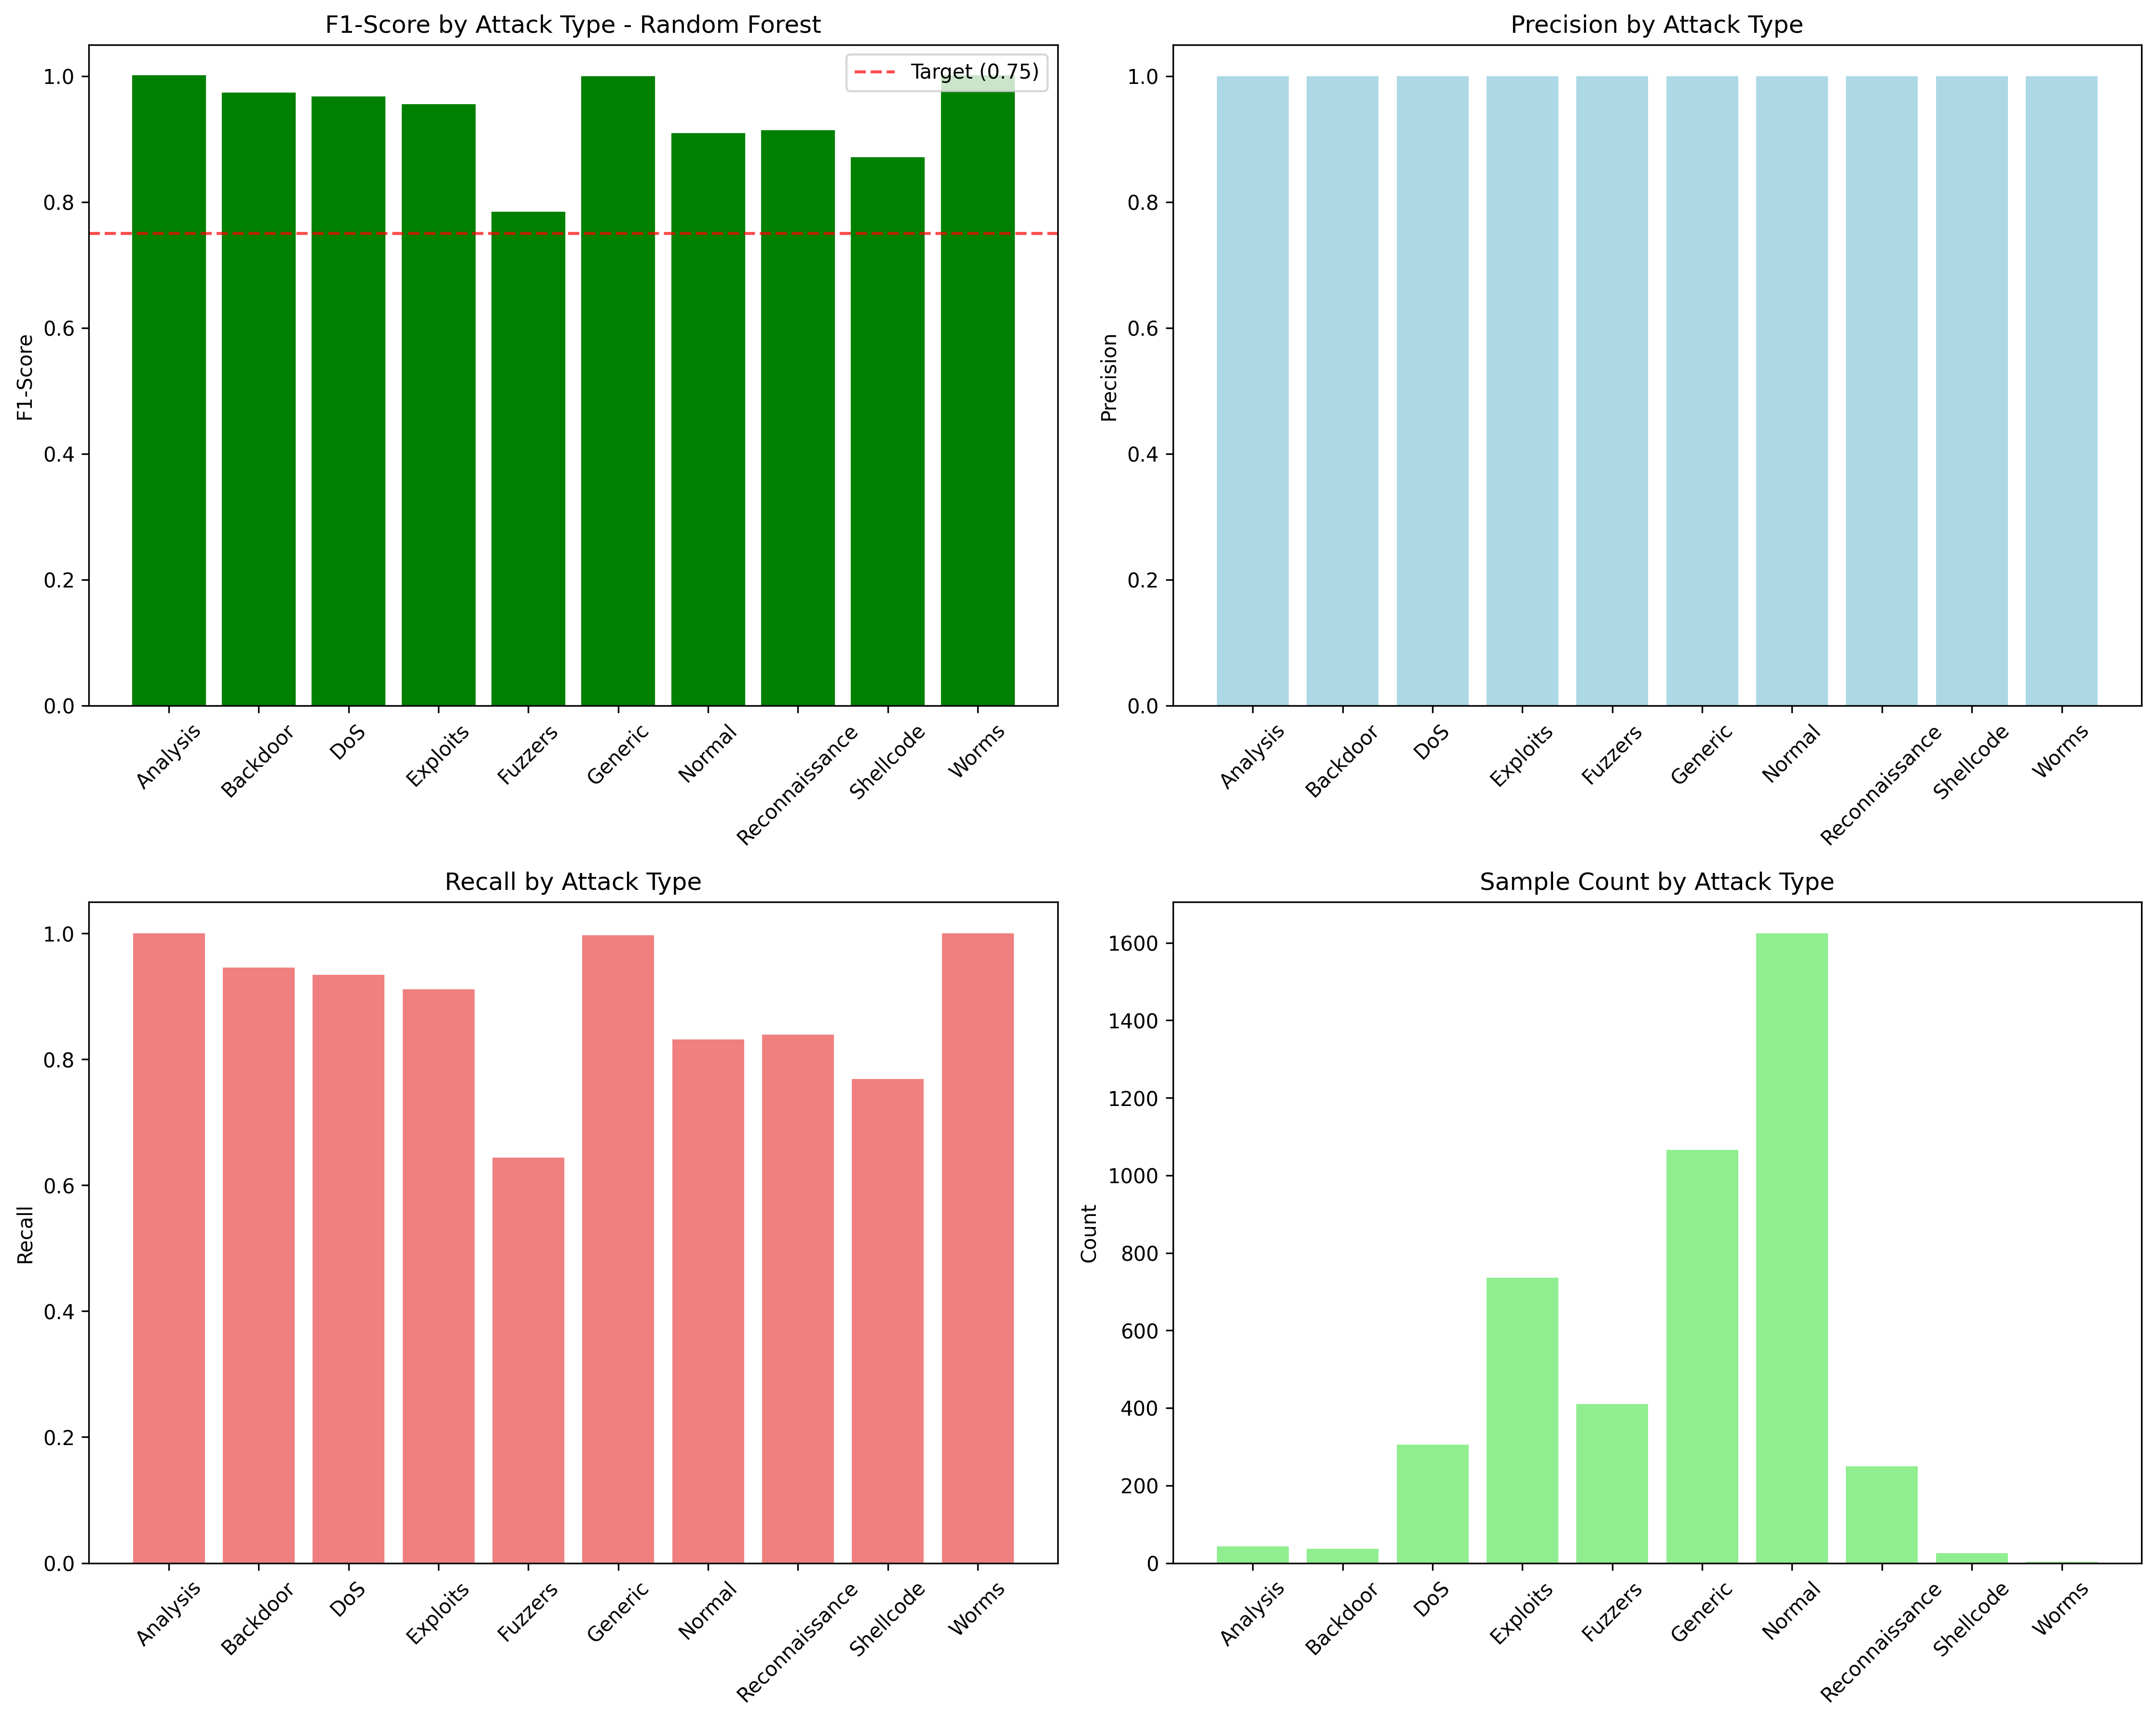 F1-Score by Attack Type - Random Forest
Target (0.75)
F1-Score
1.0
0.8
0.6
0.4
0.2
0.0
Analysis
Backdoor
DoS
Exploits
Fuzzers
Generic
Normal
Reconnaissance
Shellcode
Worms
Precision by Attack Type
Precision
1.0
0.8
0.6
0.4
0.2
0.0
Analysis
Backdoor
DoS
Exploits
Fuzzers
Generic
Normal
Reconnaissance
Shellcode
Worms
Recall by Attack Type
Recall
1.0
0.8
0.6
0.4
0.2
0.0
Analysis
Backdoor
DoS
Exploits
Fuzzers
Generic
Normal
Reconnaissance
Shellcode
Worms
Sample Count by Attack Type
Count
1600
1400
1200
1000
800
600
400
200
0
Analysis
Backdoor
DoS
Exploits
Fuzzers
Generic
Normal
Reconnaissance
Shellcode
Worms